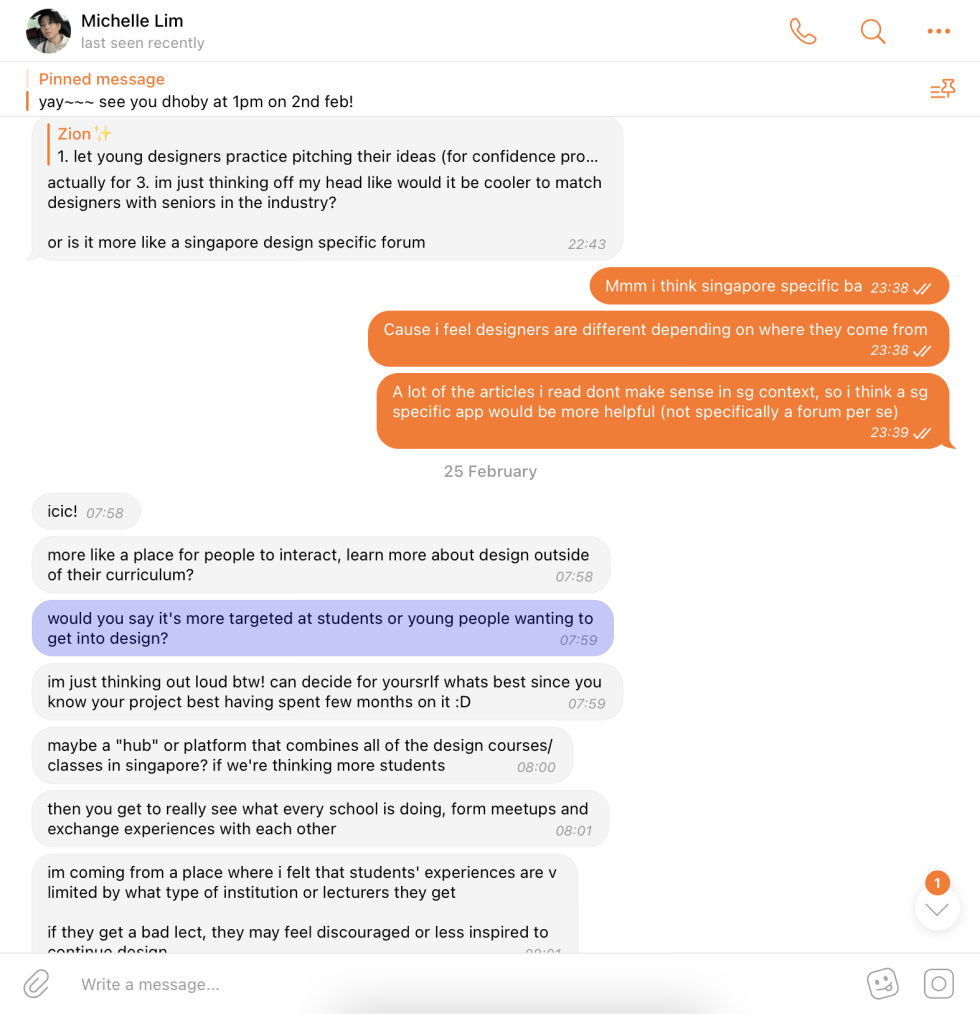 Michelle Lim
last seen recently
Pinned message
yay~~~ see you dhoby at 1pm on 2nd feb!
Zion✨
1. let young designers practice pitching their ideas (for confidence pro...
actually for 3. im just thinking off my head like would it be cooler to match
designers with seniors in the industry?
or is it more like a singapore design specific forum
22:43
Mmm i think singapore specific ba 23:38
Cause i feel designers are different depending on where they come from
23:38
A lot of the articles i read dont make sense in sg context, so i think a sg
specific app would be more helpful (not specifically a forum per se)
23:39
25 February
icic! 07:58
more like a place for people to interact, learn more about design outside
of their curriculum?
07:58
would you say it's more targeted at students or young people wanting to
get into design?
07:59
im just thinking out loud btw! can decide for yoursrlf whats best since you
know your project best having spent few months on it :D
07:59
maybe a "hub" or platform that combines all of the design courses/
classes in singapore? if we're thinking more students
08:00
then you get to really see what every school is doing, form meetups and
exchange experiences with each other
08:01
im coming from a place where i felt that students' experiences are v
limited by what type of institution or lecturers they get
if they get a bad lect, they may feel discouraged or less inspired to
continue design
08:01
1
Write a message...